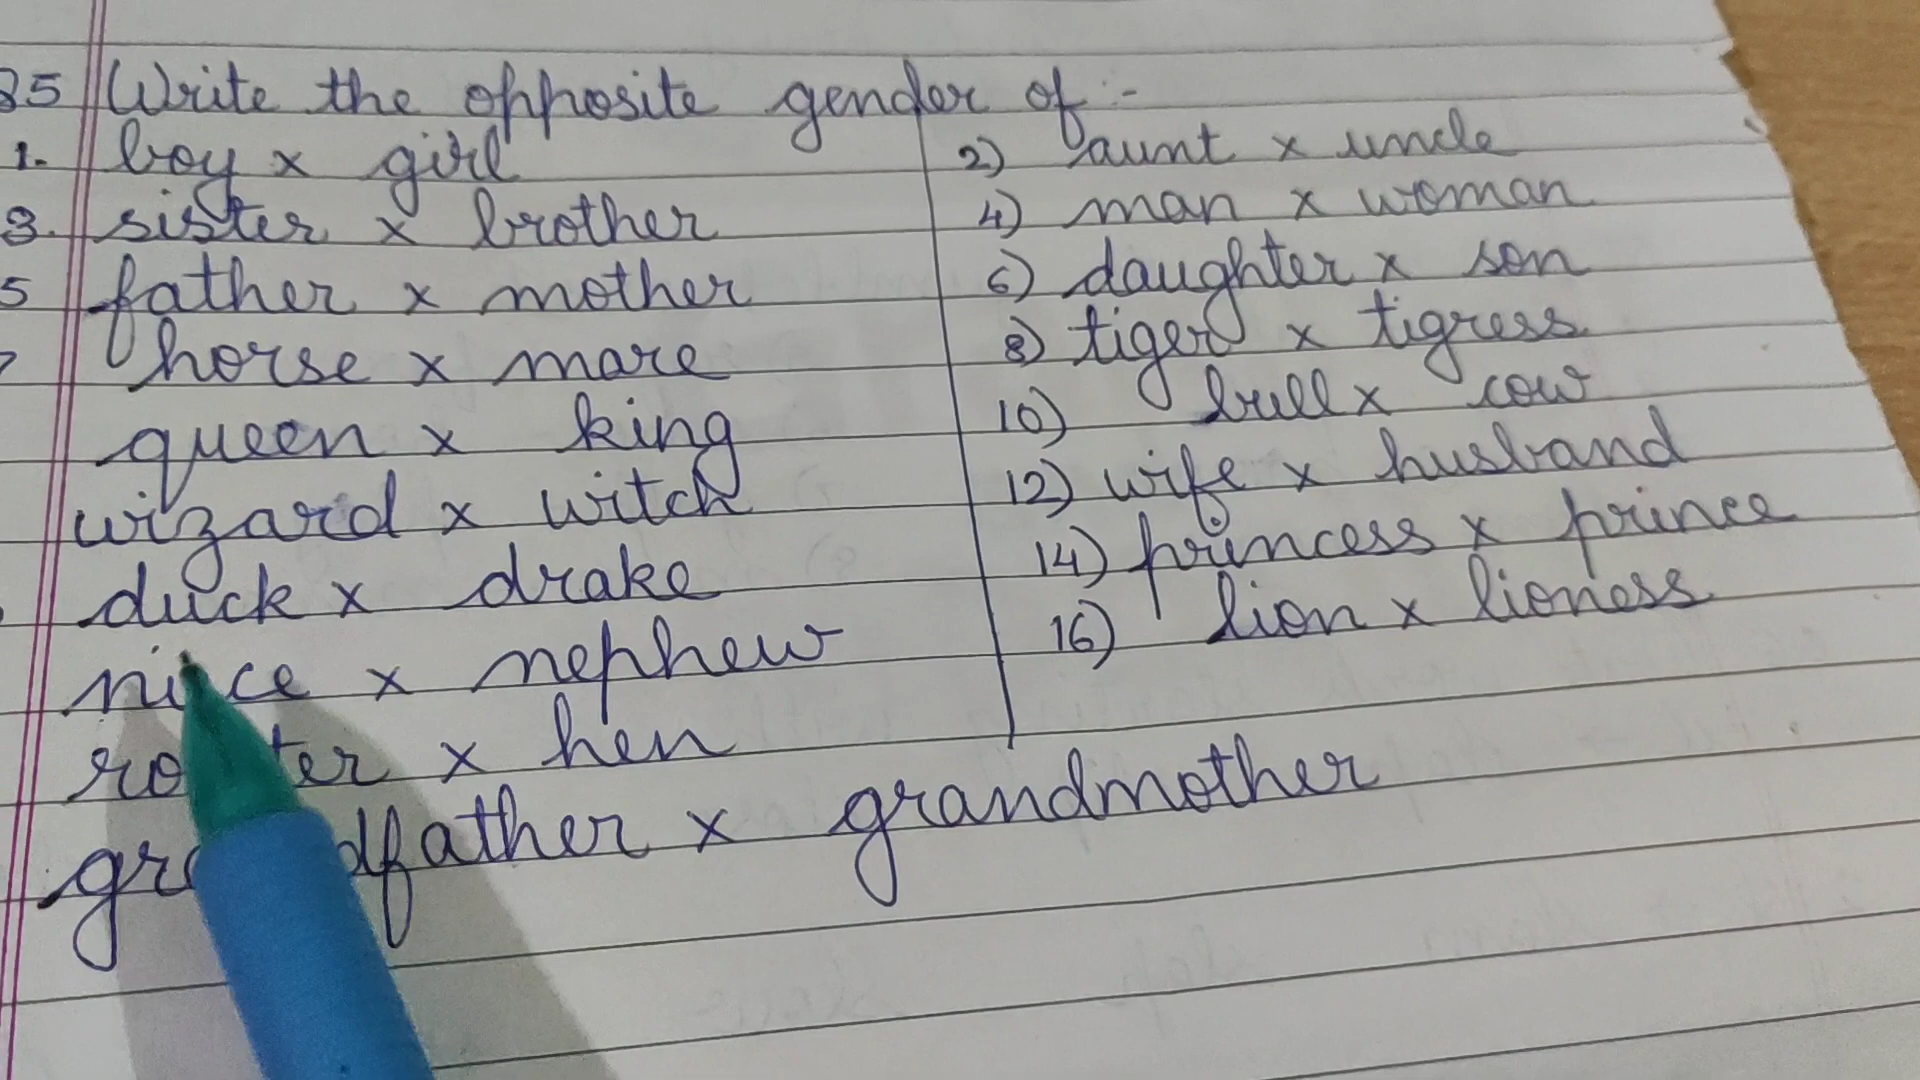 35 Write the opposite gender of :-
1. boy x girl
2) aunt x uncle
3. sister x brother
4) man x woman
5 father x mother
6) daughter x son
7 horse x mare
8) tiger x tigress
queen x king
10) bull x cow
wizard x witch
12) wife x husband
duck x drake
14) princess x prince
nice x nephew
16) lion x lioness
x hen
x grandmother